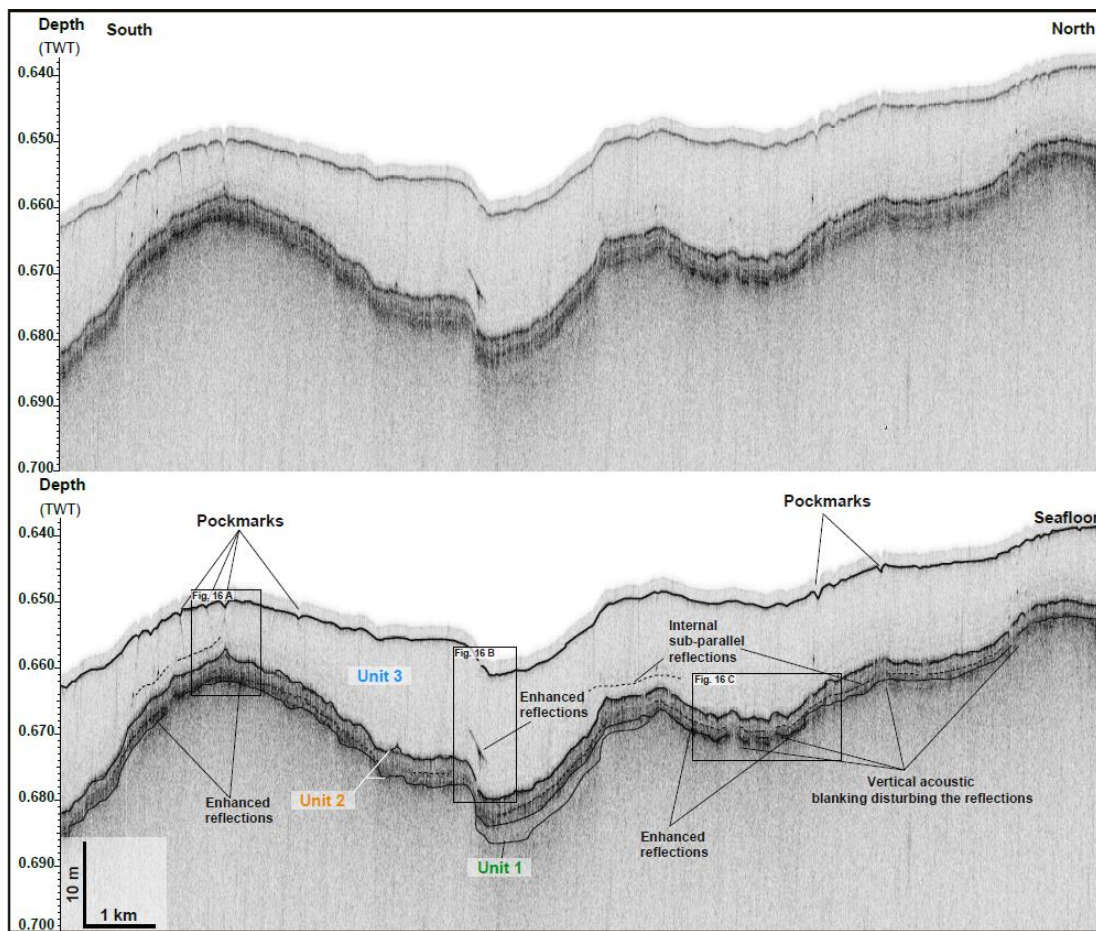 Depth
(TWT)
South
North
0.640
0.650
0.660
0.670
0.680
0.690
0.700
Depth
(TWT)
Pockmarks
Pockmarks
Seafloor
0.640
0.650
0.660
0.670
0.680
0.690
0.700
Fig. 16 A
Fig. 16 B
Fig. 16 C
Internal
sub-parallel
reflections
Unit 3
Enhanced
reflections
Unit 2
Enhanced
reflections
Vertical acoustic
blanking disturbing the reflections
Enhanced
reflections
Unit 1
10 m
1 km